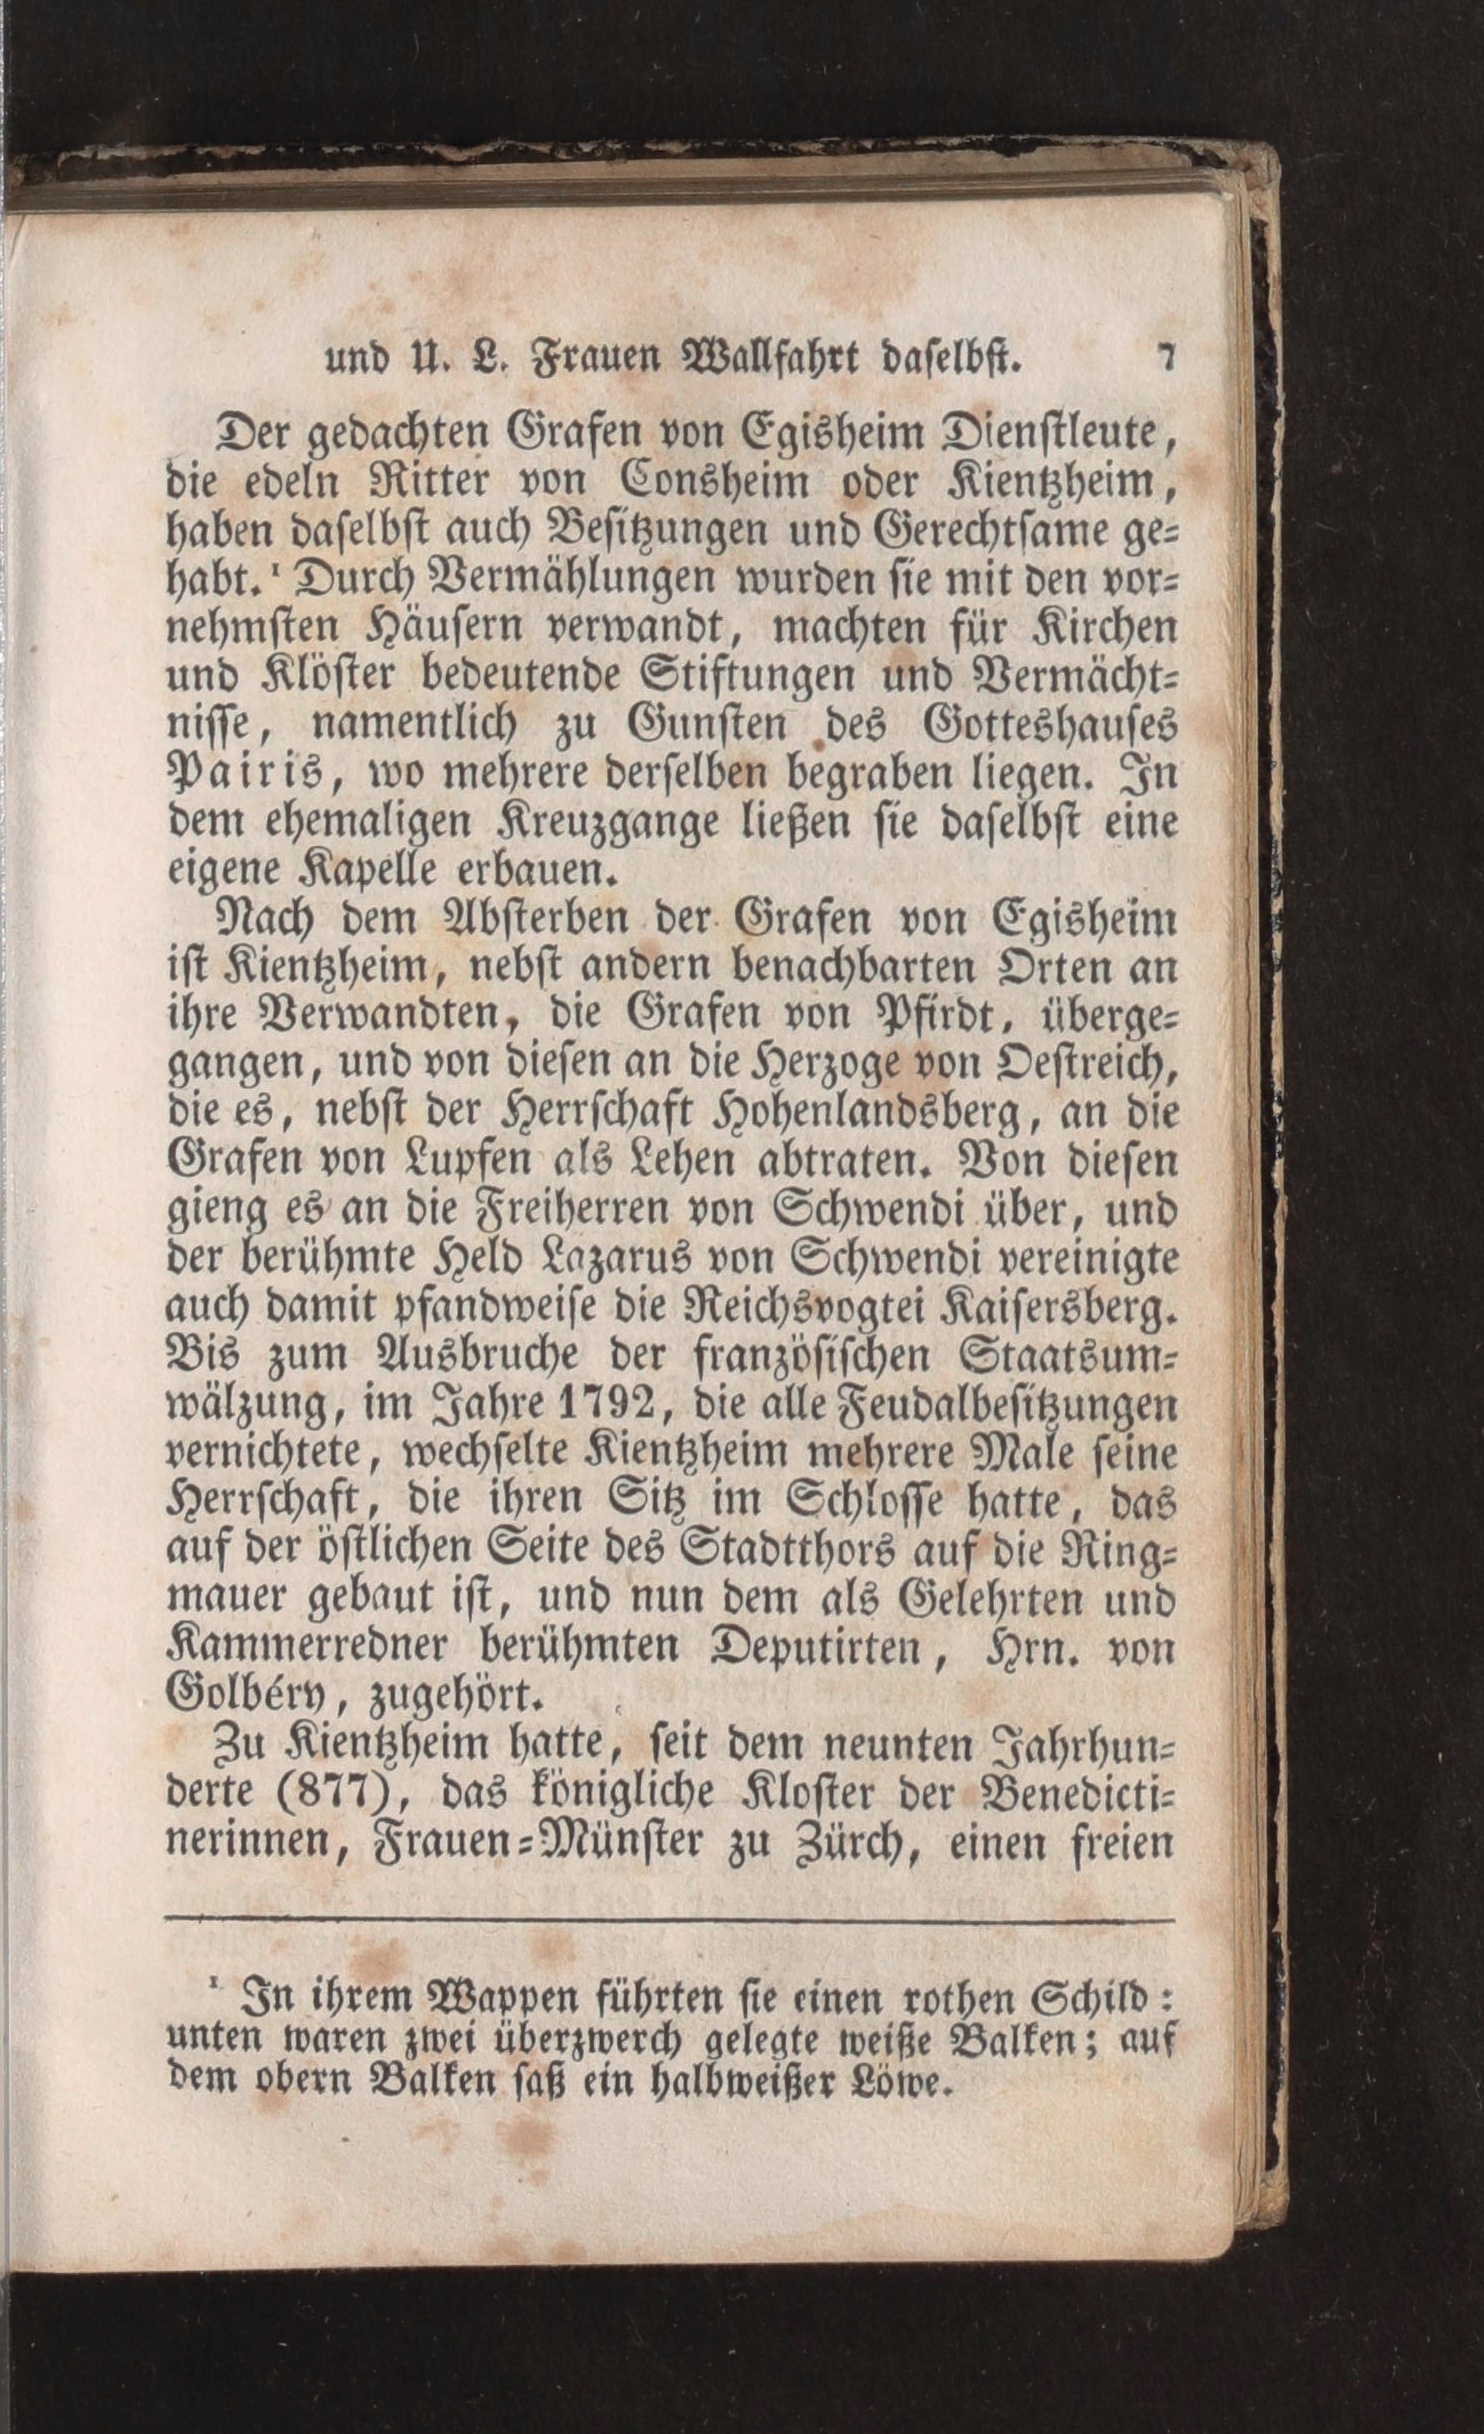 und U. L. Frauen Wallfahrt daselbst. 7
Der gedachten Grafen von Egisheim Dienstleute,
die edeln Ritter von Consheim oder Kientzheim,
haben daselbst auch Besitzungen und Gerechtsame ge-
habt.¹ Durch Vermählungen wurden sie mit den vor-
nehmsten Häusern verwandt, machten für Kirchen
und Klöster bedeutende Stiftungen und Vermächt-
nisse, namentlich zu Gunsten des Gotteshauses
Pairis, wo mehrere derselben begraben liegen. In
dem ehemaligen Kreuzgange ließen sie daselbst eine
eigene Kapelle erbauen.
Nach dem Absterben der Grafen von Egisheim
ist Kientzheim, nebst andern benachbarten Orten an
ihre Verwandten, die Grafen von Pfirdt, überge-
gangen, und von diesen an die Herzoge von Oestreich,
die es, nebst der Herrschaft Hohenlandsberg, an die
Grafen von Lupfen als Lehen abtraten. Von diesen
gieng es an die Freiherren von Schwendi über, und
der berühmte Held Lazarus von Schwendi vereinigte
auch damit pfandweise die Reichsvogtei Kaisersberg.
Bis zum Ausbruche der französischen Staatsum-
wälzung, im Jahre 1792, die alle Feudalbesitzungen
vernichtete, wechselte Kientzheim mehrere Male seine
Herrschaft, die ihren Sitz im Schlosse hatte, das
auf der östlichen Seite des Stadtthors auf die Ring-
mauer gebaut ist, und nun dem als Gelehrten und
Kammerredner berühmten Deputirten, Hrn. von
Golbéry, zugehört.
Zu Kientzheim hatte, seit dem neunten Jahrhun-
derte (877), das königliche Kloster der Benedicti-
nerinnen, Frauen-Münster zu Zürch, einen freien
¹ In ihrem Wappen führten sie einen rothen Schild:
unten waren zwei überzwerch gelegte weiße Balken; auf
dem obern Balken saß ein halbweißer Löwe.